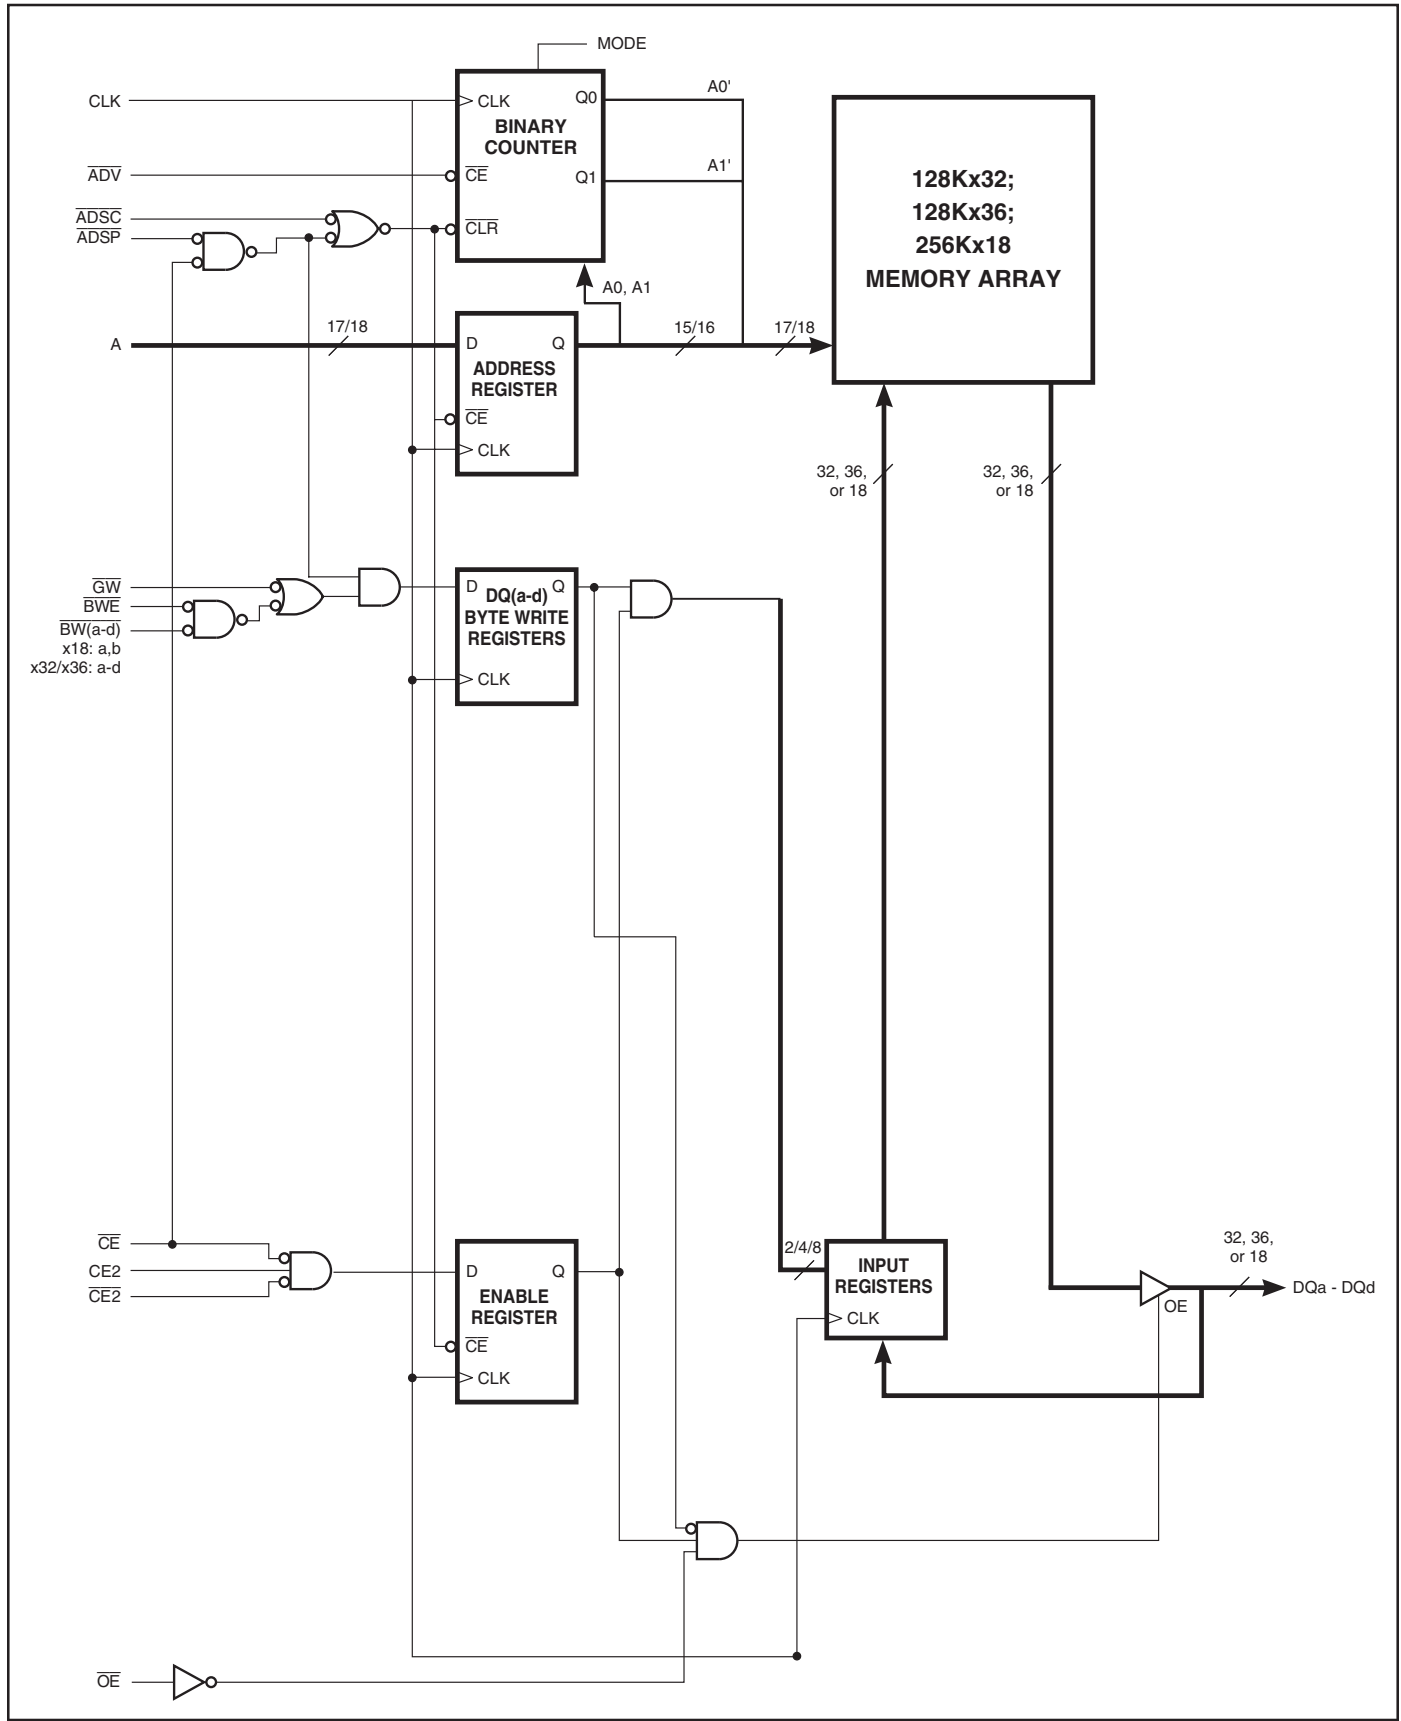 MODE
CLK
CLK
Q0
A0'
BINARY
COUNTER
ADV
CE
Q1
A1'
ADSC
ADSP
CLR
128Kx32;
128Kx36;
256Kx18
MEMORY ARRAY
A0, A1
A
17/18
D
Q
15/16
17/18
ADDRESS
REGISTER
CE
CLK
32, 36,
or 18
32, 36,
or 18
GW
BWE
BW(a-d)
x18: a,b
x32/x36: a-d
D
Q
DQ(a-d)
BYTE WRITE
REGISTERS
CLK
CE
CE2
CE2
D
Q
ENABLE
REGISTER
CE
CLK
2/4/8
INPUT
REGISTERS
CLK
32, 36,
or 18
OE
DQa - DQd
OE